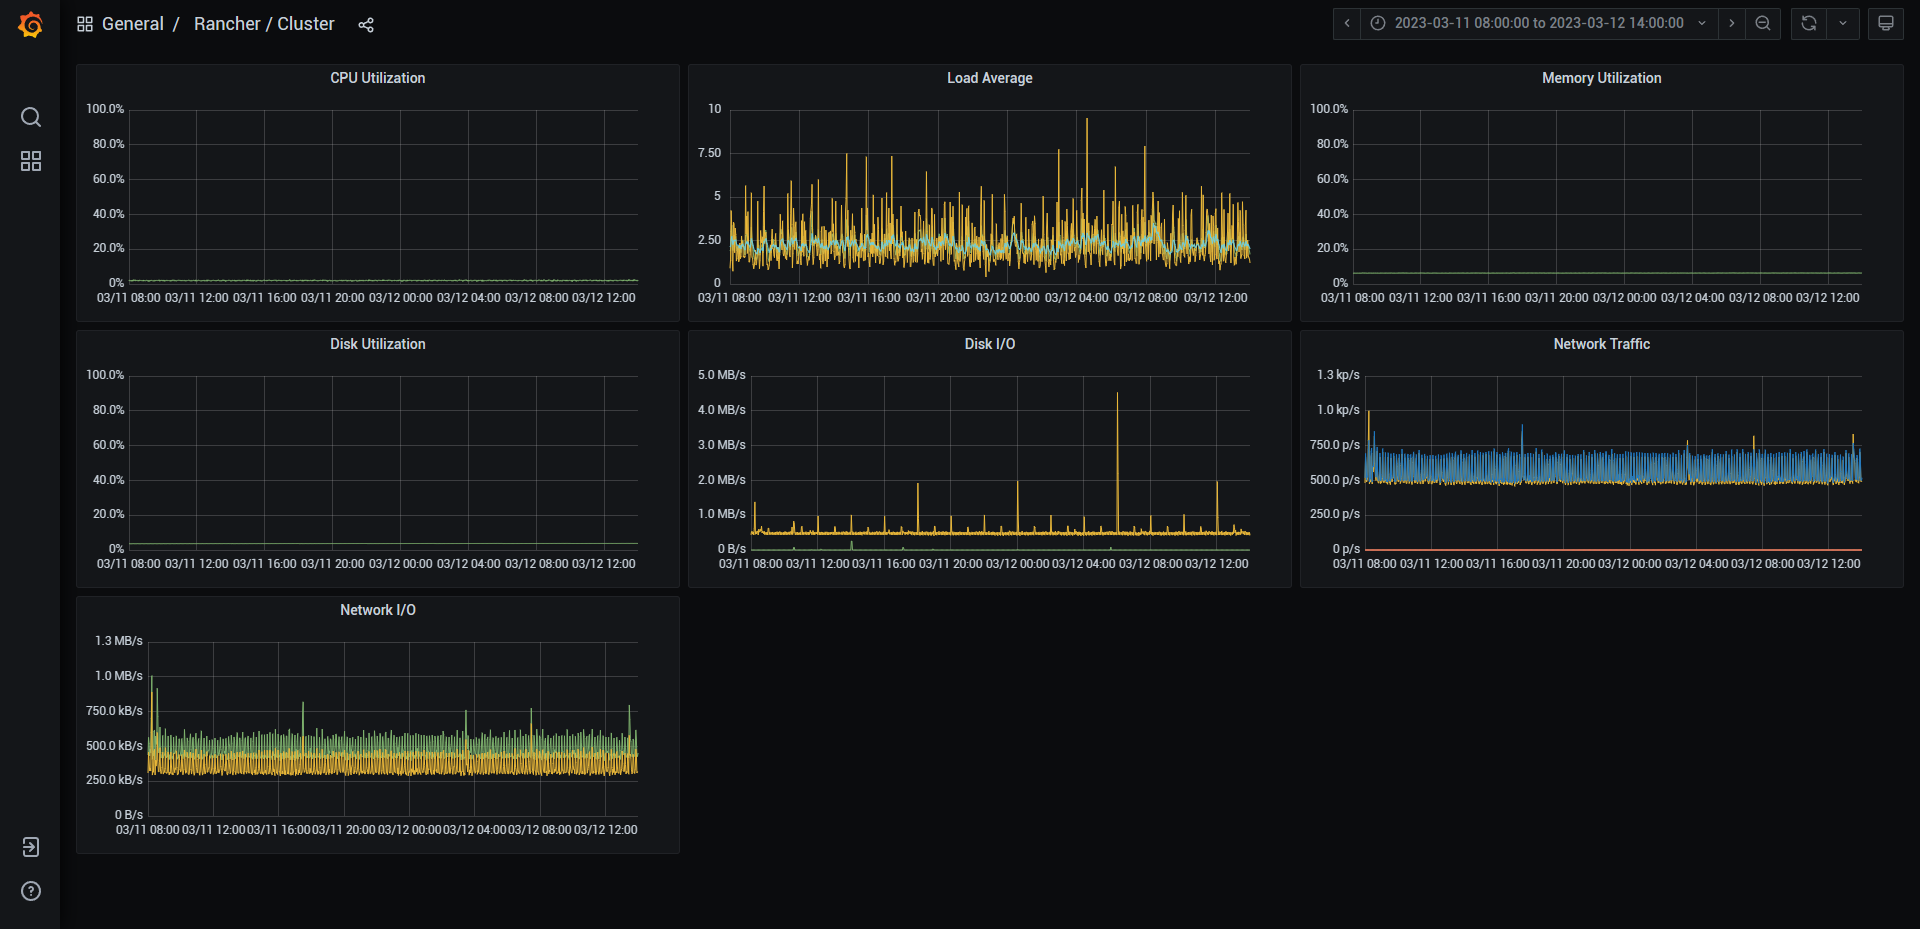 General / Rancher / Cluster
2023-03-11 08:00:00 to 2023-03-12 14:00:00
CPU Utilization
100.0%
80.0%
60.0%
40.0%
20.0%
0%
03/11 08:00 03/11 12:00 03/11 16:00 03/11 20:00 03/12 00:00 03/12 04:00 03/12 08:00 03/12 12:00
Load Average
10
7.50
5
2.50
0
03/11 08:00 03/11 12:00 03/11 16:00 03/11 20:00 03/12 00:00 03/12 04:00 03/12 08:00 03/12 12:00
Memory Utilization
100.0%
80.0%
60.0%
40.0%
20.0%
0%
03/11 08:00 03/11 12:00 03/11 16:00 03/11 20:00 03/12 00:00 03/12 04:00 03/12 08:00 03/12 12:00
Disk Utilization
100.0%
80.0%
60.0%
40.0%
20.0%
0%
03/11 08:00 03/11 12:00 03/11 16:00 03/11 20:00 03/12 00:00 03/12 04:00 03/12 08:00 03/12 12:00
Disk I/O
5.0 MB/s
4.0 MB/s
3.0 MB/s
2.0 MB/s
1.0 MB/s
0 B/s
03/11 08:00 03/11 12:00 03/11 16:00 03/11 20:00 03/12 00:00 03/12 04:00 03/12 08:00 03/12 12:00
Network Traffic
1.3 kp/s
1.0 kp/s
750.0 p/s
500.0 p/s
250.0 p/s
0 p/s
03/11 08:00 03/11 12:00 03/11 16:00 03/11 20:00 03/12 00:00 03/12 04:00 03/12 08:00 03/12 12:00
Network I/O
1.3 MB/s
1.0 MB/s
750.0 kB/s
500.0 kB/s
250.0 kB/s
0 B/s
03/11 08:00 03/11 12:00 03/11 16:00 03/11 20:00 03/12 00:00 03/12 04:00 03/12 08:00 03/12 12:00